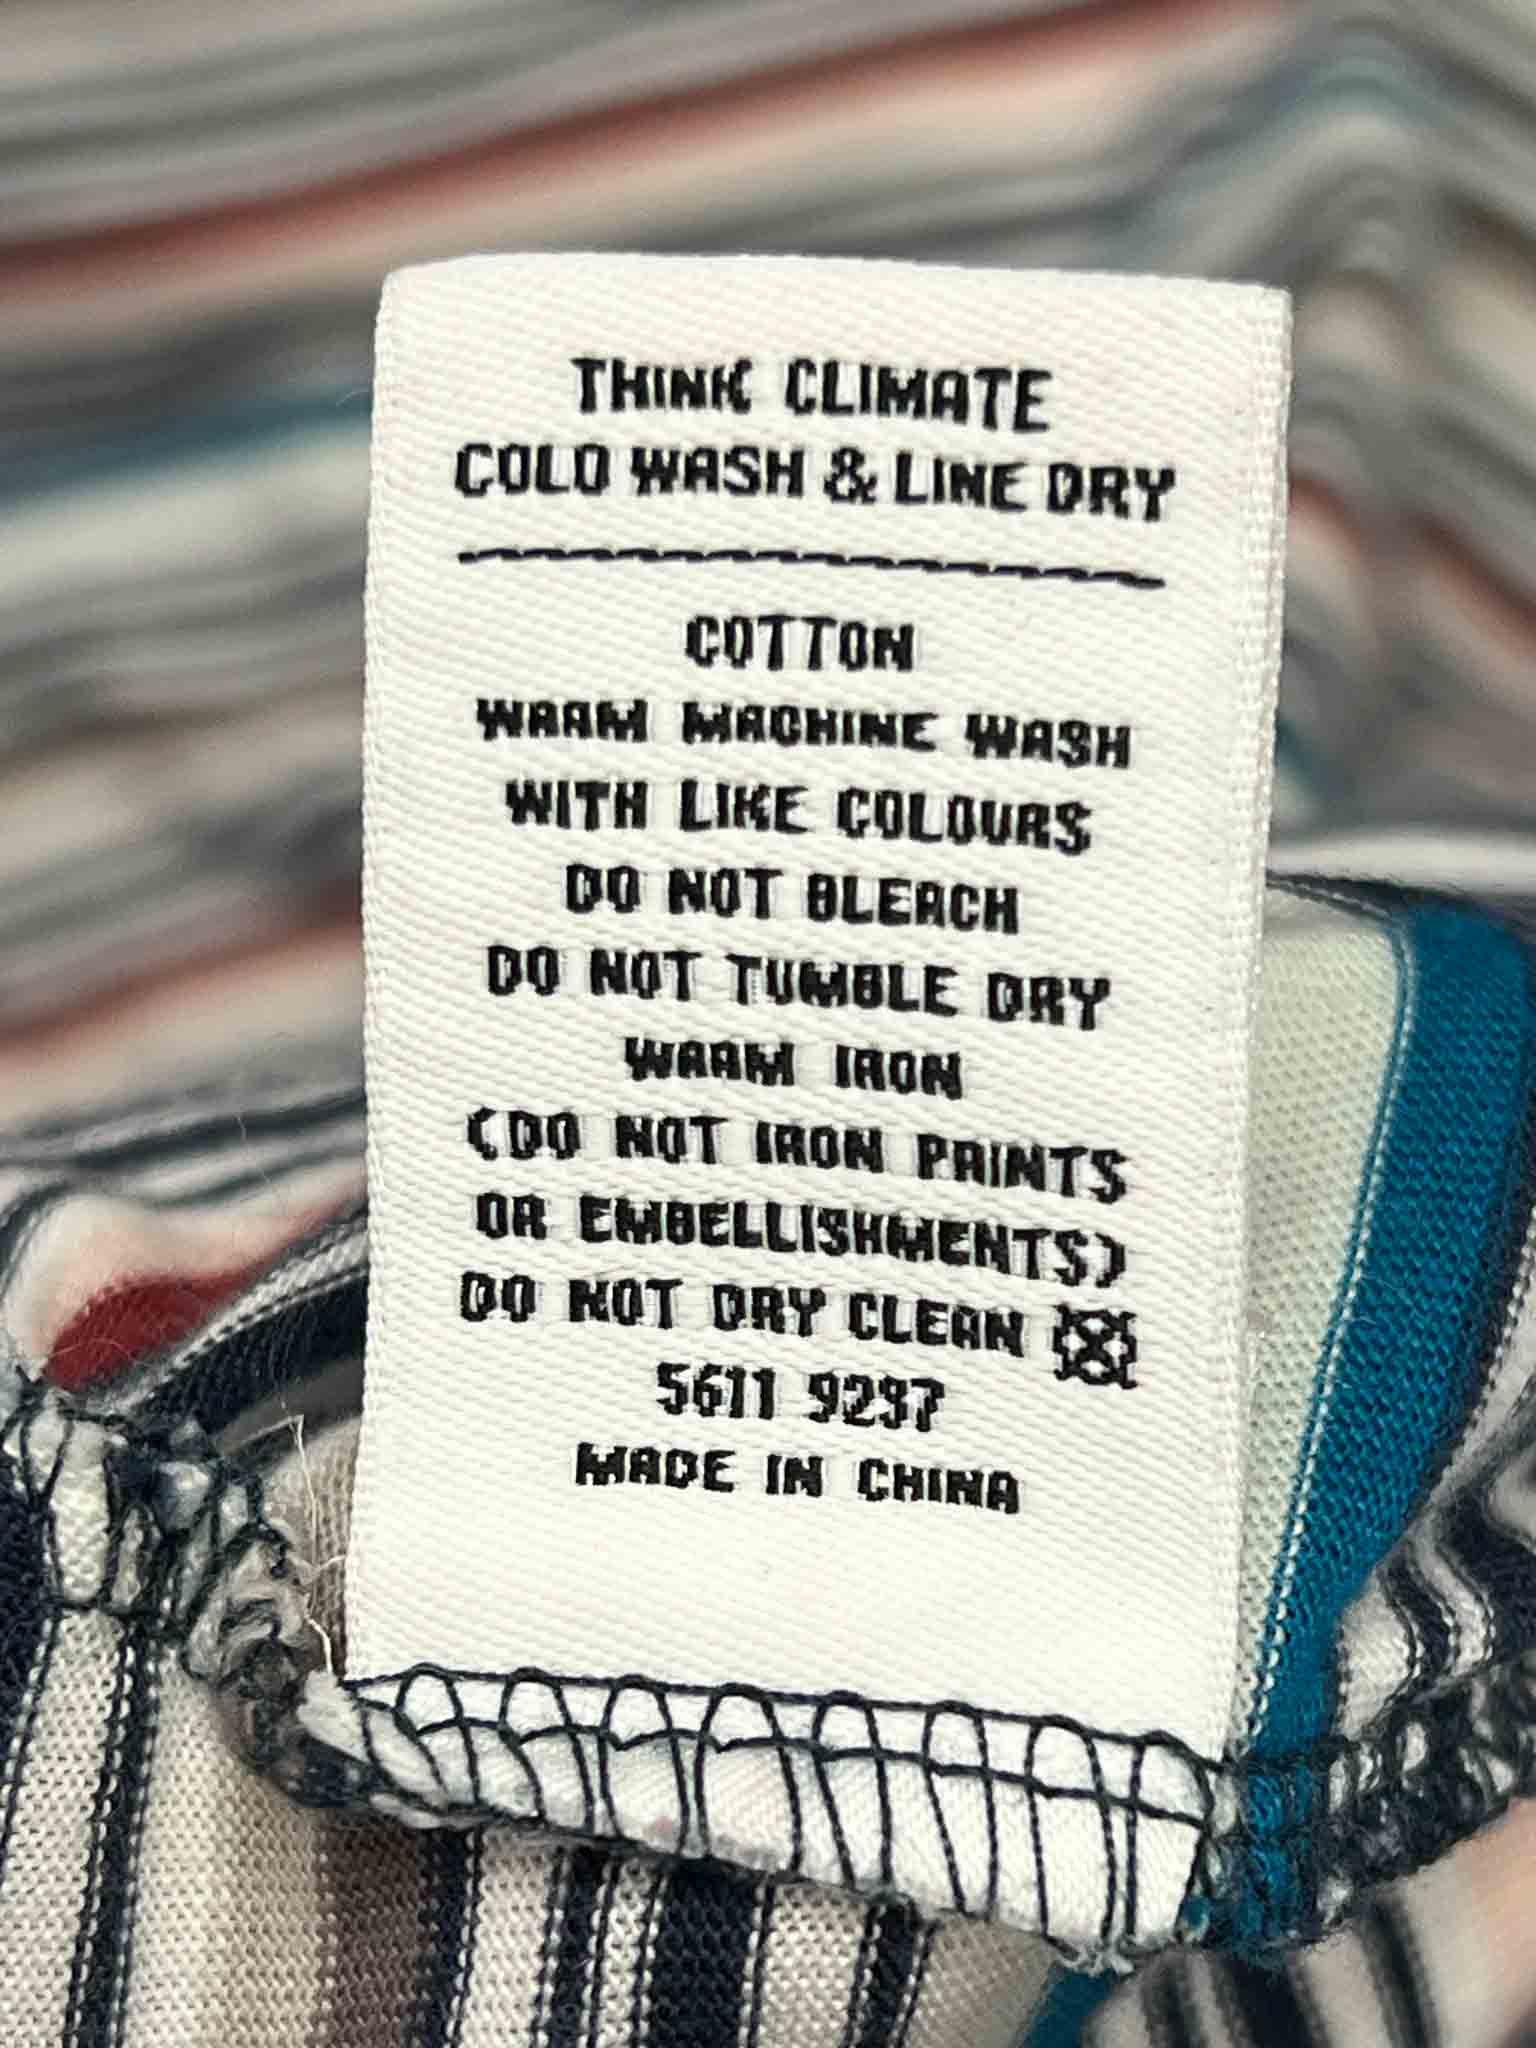 THINK CLIMATE
COLD WASH & LINE DRY
COTTON
WARM MACHINE WASH
WITH LIKE COLOURS
DO NOT BLEACH
DO NOT TUMBLE DRY
WARM IRON
(DO NOT IRON PRINTS
OR EMBELLISHMENTS)
DO NOT DRY CLEAN
5611 9297
MADE IN CHINA